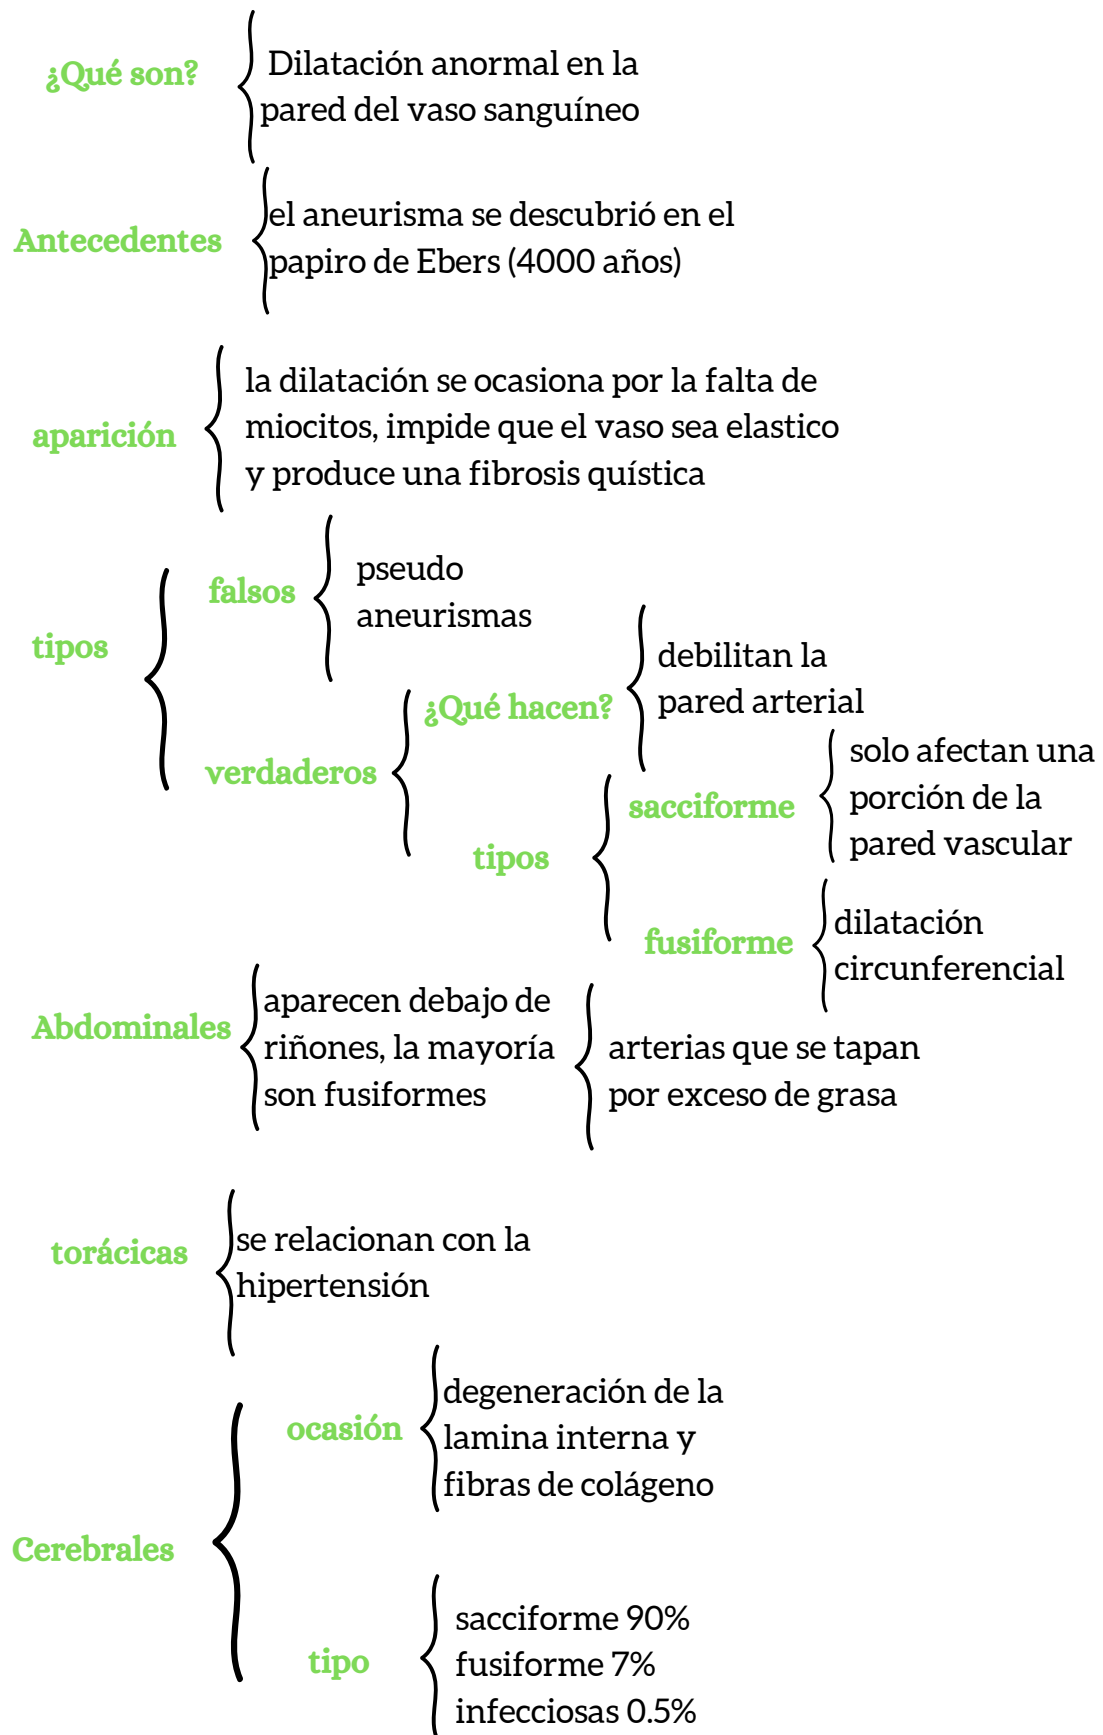 ¿Qué son?
Dilatación anormal en la
pared del vaso sanguíneo
Antecedentes
el aneurisma se descubrió en el
papiro de Ebers (4000 años)
aparición
la dilatación se ocasiona por la falta de
miocitos, impide que el vaso sea elastico
y produce una fibrosis quística
tipos
falsos
pseudo
aneurismas
verdaderos
¿Qué hacen?
debilitan la
pared arterial
tipos
sacciforme
solo afectan una
porción de la
pared vascular
fusiforme
dilatación
circunferencial
Abdominales
aparecen debajo de
riñones, la mayoría
son fusiformes
arterias que se tapan
por exceso de grasa
torácicas
se relacionan con la
hipertensión
Cerebrales
ocasión
degeneración de la
lamina interna y
fibras de colágeno
tipo
sacciforme 90%
fusiforme 7%
infecciosas 0.5%